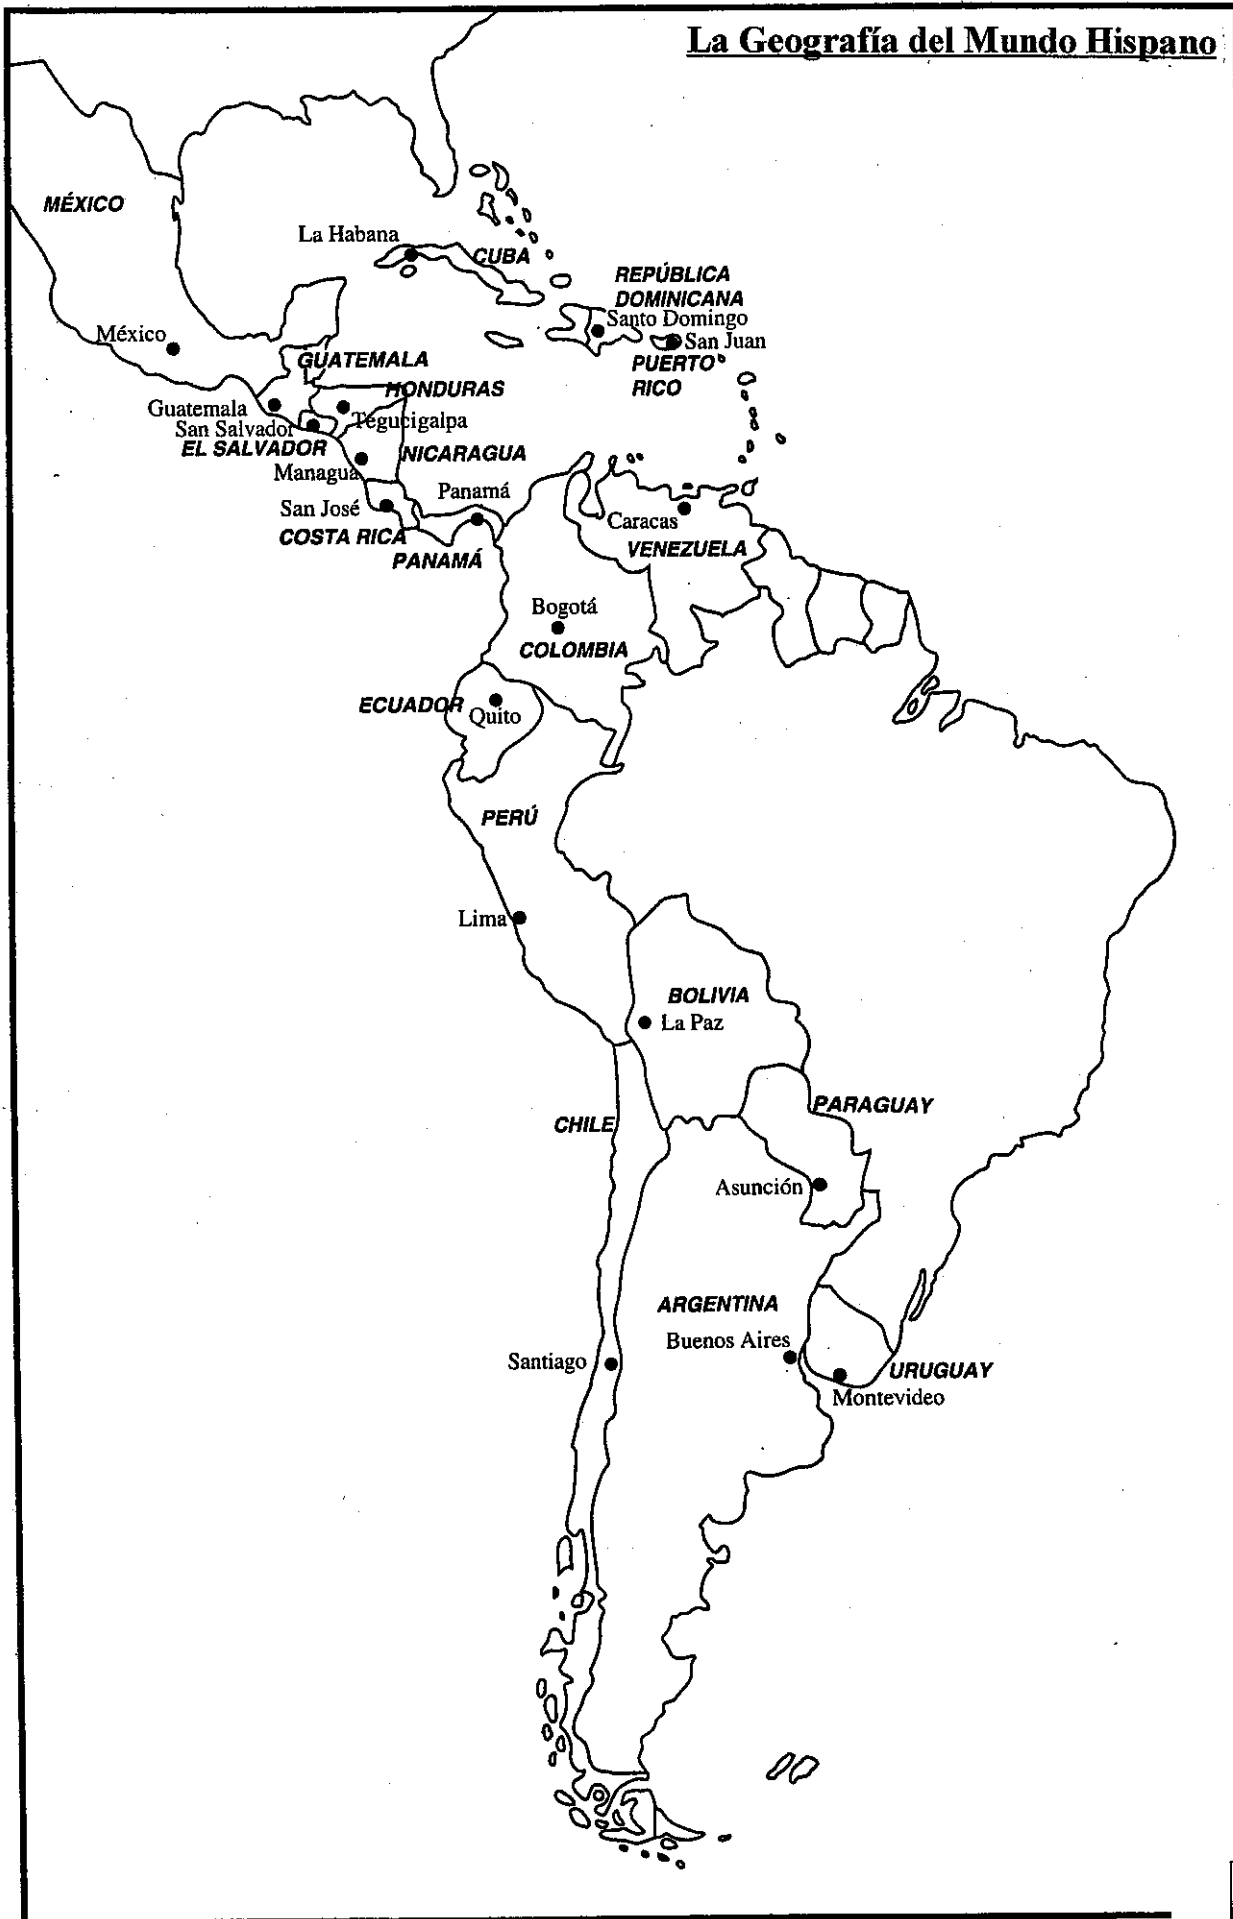 La Geografía del Mundo Hispano
MÉXICO
La Habana
CUBA
REPÚBLICA
DOMINICANA
Santo Domingo
México
San Juan
GUATEMALA
PUERTO
RICO
HONDURAS
Guatemala
Tegucigalpa
San Salvador
EL SALVADOR
NICARAGUA
Managua
Panamá
San José
Caracas
COSTA RICA
VENEZUELA
PANAMÁ
Bogotá
COLOMBIA
ECUADOR
Quito
PERÚ
Lima
BOLIVIA
La Paz
PARAGUAY
CHILE
Asunción
ARGENTINA
Buenos Aires
Santiago
URUGUAY
Montevideo